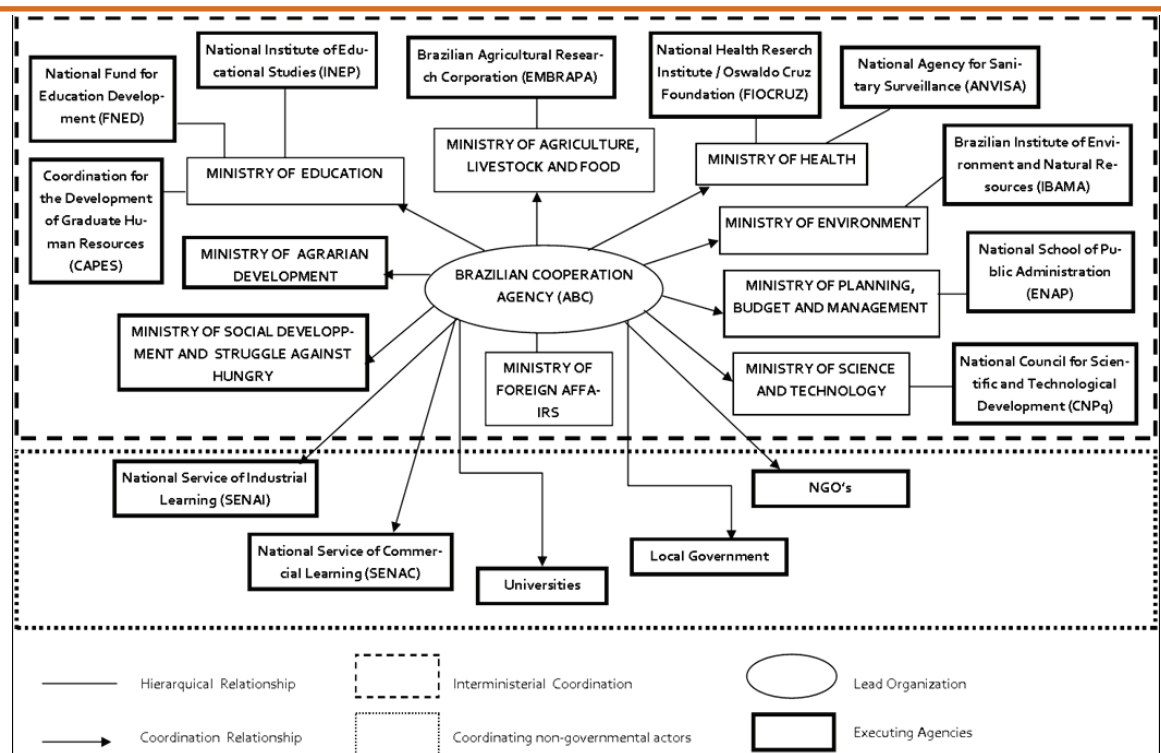 National Institute of Edu-
cational Studies (INEP)
Brazilian Agricultural Resear-
ch Corporation (EMBRAPA)
National Health Reserch
Institute / Oswaldo Cruz
Foundation (FIOCRUZ)
National Agency for Sani-
tary Surveillance (ANVISA)
National Fund for
Education Develop-
ment (FNED)
MINISTRY OF AGRICULTURE,
LIVESTOCK AND FOOD
MINISTRY OF HEALTH
Brazilian Institute of Envi-
ronment and Natural Re-
sources (IBAMA)
Coordination for
the Development
of Graduate Hu-
man Resources
(CAPES)
MINISTRY OF EDUCATION
MINISTRY OF ENVIRONMENT
MINISTRY OF AGRARIAN
DEVELOPMENT
BRAZILIAN COOPERATION
AGENCY (ABC)
MINISTRY OF PLANNING,
BUDGET AND MANAGEMENT
National School of Pu-
blic Administration
(ENAP)
MINISTRY OF SOCIAL DEVELOPP-
MENT AND STRUGGLE AGAINST
HUNGRY
MINISTRY OF
FOREIGN AFFA-
IRS
MINISTRY OF SCIENCE
AND TECHNOLOGY
National Council for Scien-
tific and Technological
Development (CNPq)
National Service of Industrial
Learning (SENAI)
NGO's
National Service of Commer-
cial Learning (SENAC)
Universities
Local Government
Hierarquical Relationship
Interministerial Coordination
Lead Organization
Coordination Relationship
Coordinating non-governmental actors
Executing Agencies